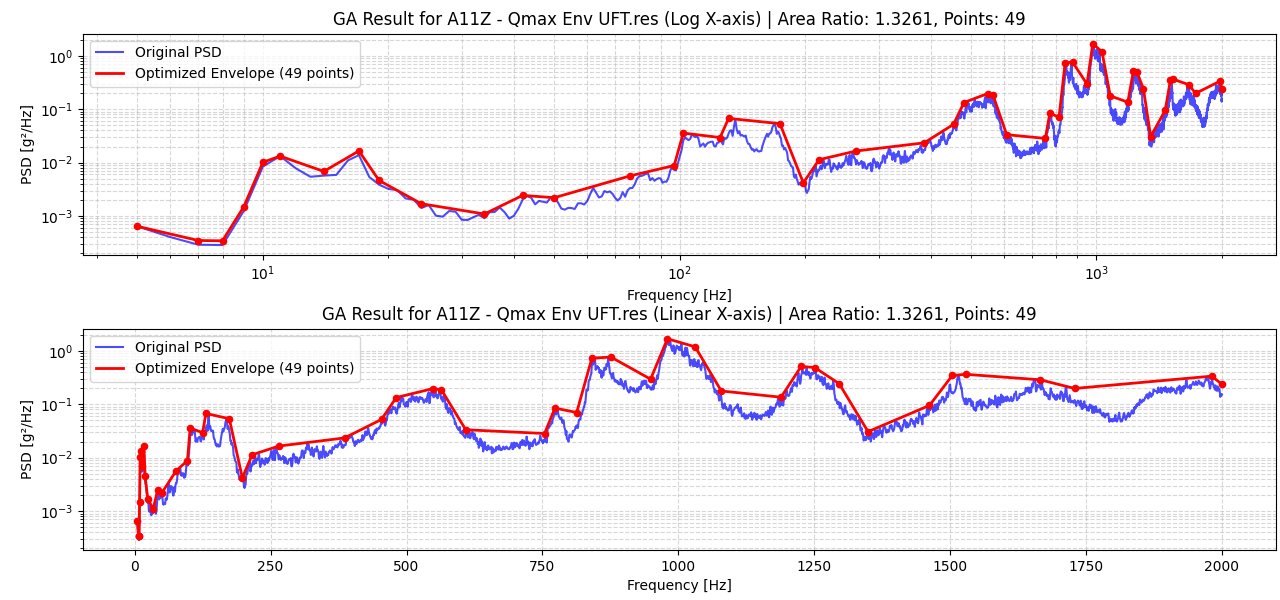 GA Result for A11Z - Qmax Env UFT.res (Log X-axis) | Area Ratio: 1.3261, Points: 49
Original PSD
Optimized Envelope (49 points)
PSD [g²/Hz]
10⁰
10⁻¹
10⁻²
10⁻³
10¹
10²
10³
Frequency [Hz]
GA Result for A11Z - Qmax Env UFT.res (Linear X-axis) | Area Ratio: 1.3261, Points: 49
Original PSD
Optimized Envelope (49 points)
PSD [g²/Hz]
10⁰
10⁻¹
10⁻²
10⁻³
0 250 500 750 1000 1250 1500 1750 2000
Frequency [Hz]